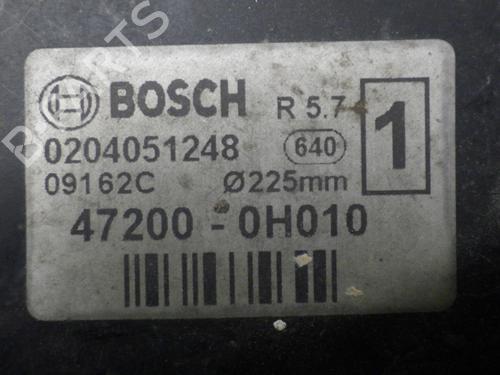 BOSCH R 5.7
0204051248 640 1
09162C Ø225mm
47200 - 0H010